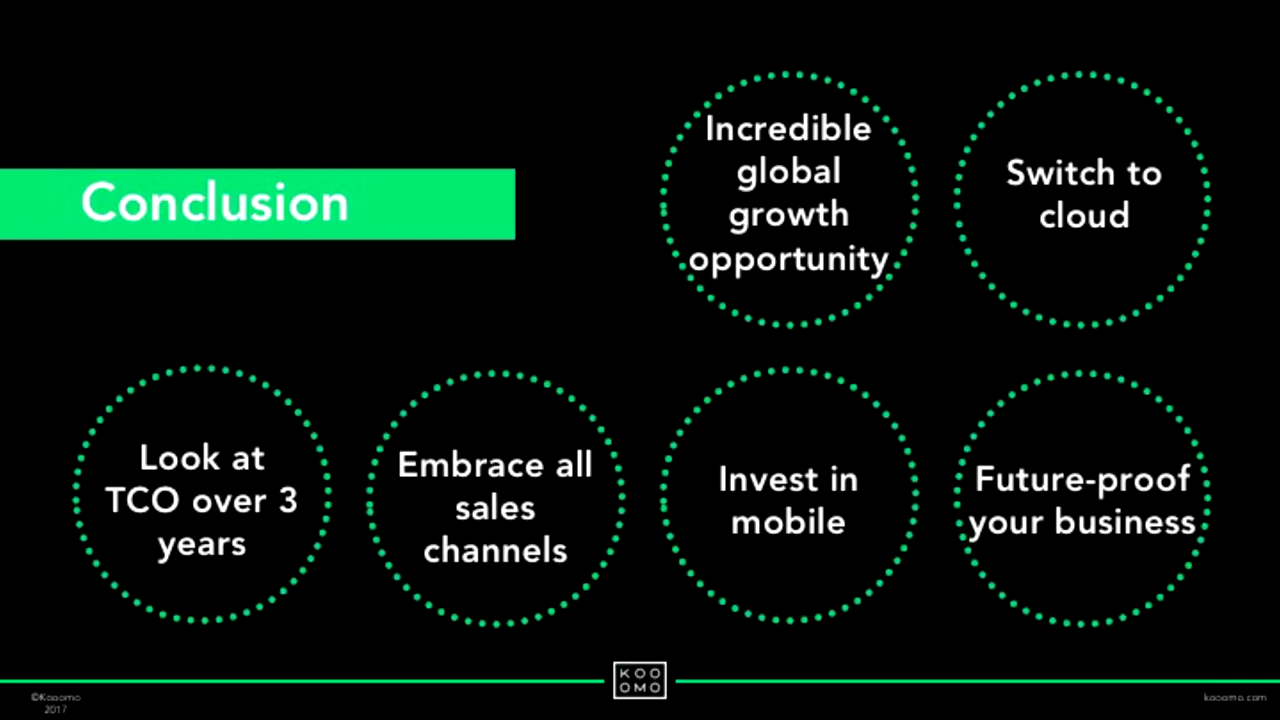 Conclusion
Incredible
global
growth
opportunity
Switch to
cloud
Look at
TCO over 3
years
Embrace all
sales
channels
Invest in
mobile
Future-proof
your business
KOO
OMO
©Kooomo
2017
kooomo.com